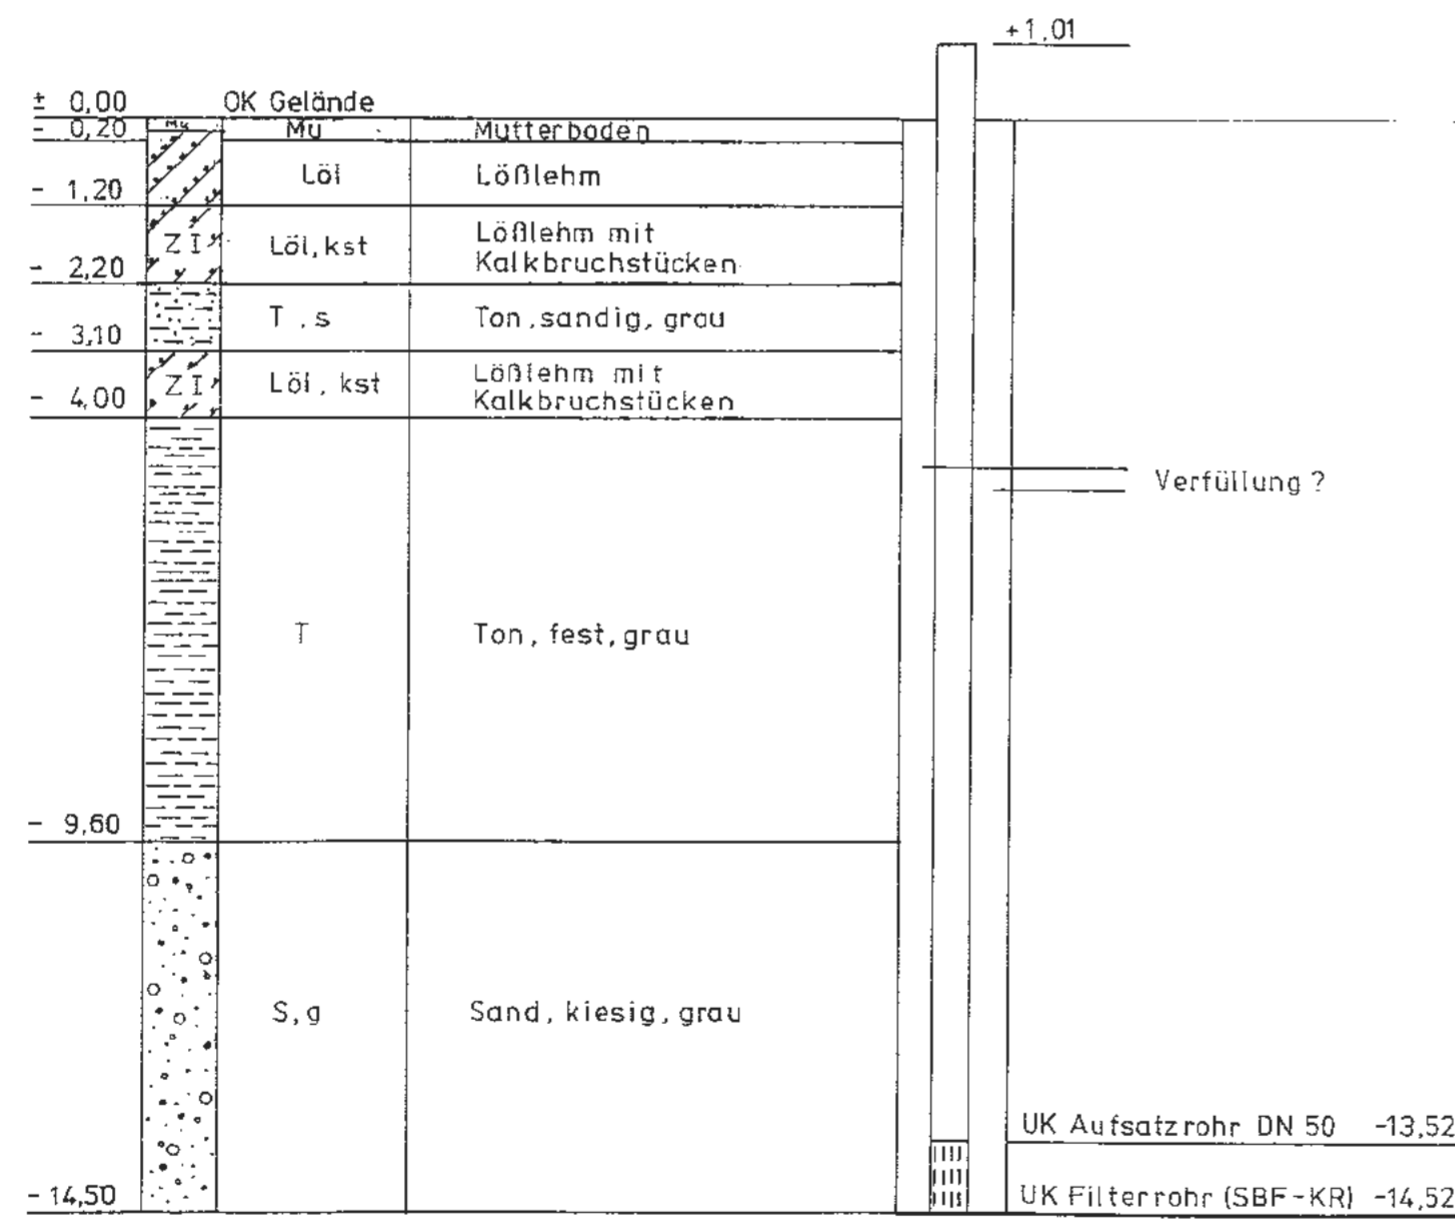 +1,01
± 0,00 OK Gelände
- 0,20 Mu Mu Mutterboden
Löl Lößlehm
- 1,20
Z I Löl, kst Lößlehm mit
Kalkbruchstücken
- 2,20
T, s Ton, sandig, grau
- 3,10
Z I Löl, kst Lößlehm mit
Kalkbruchstücken
- 4,00
Verfüllung ?
T Ton, fest, grau
- 9,60
S, g Sand, kiesig, grau
UK Aufsatzrohr DN 50 -13,52
- 14,50 UK Filterrohr (SBF-KR) -14,52